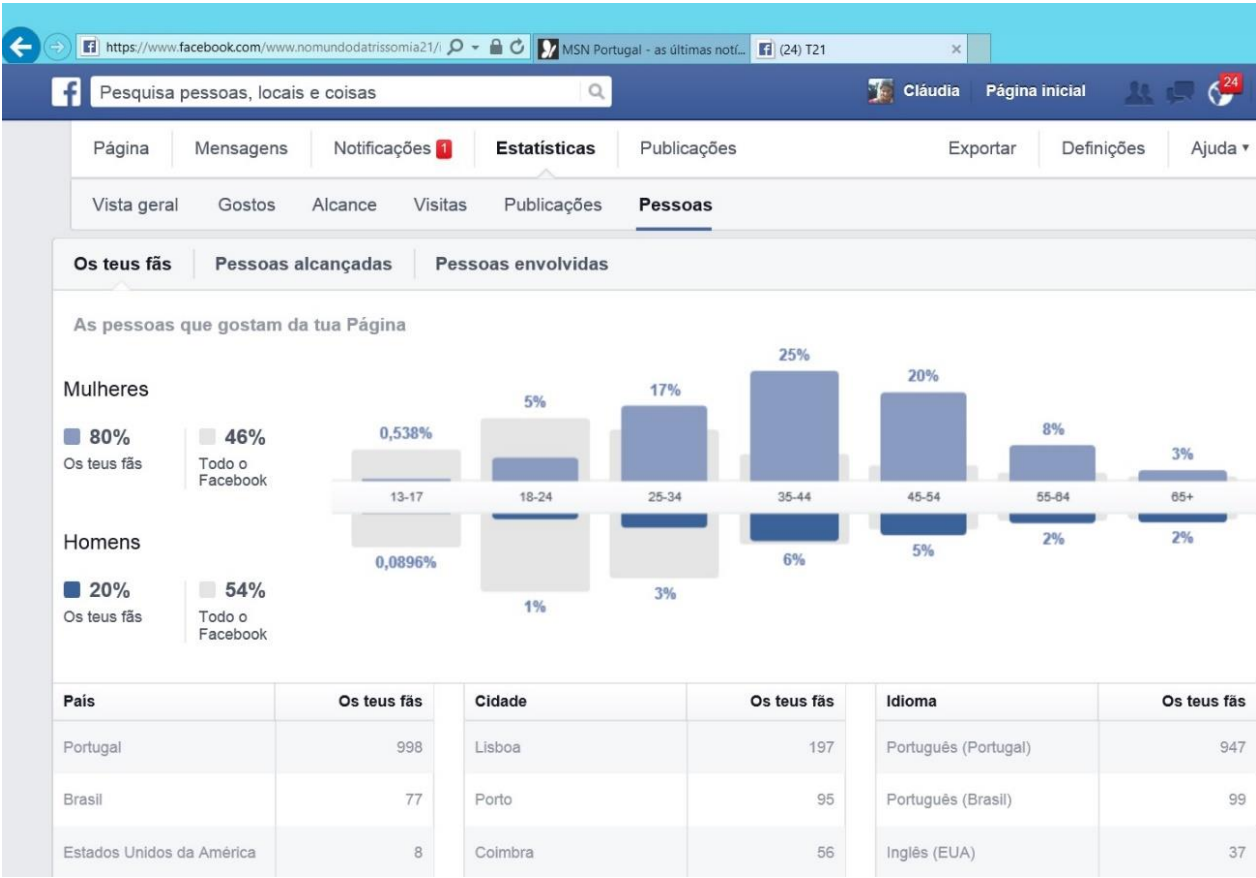 https://www.facebook.com/www.nomundodatrissomia21/
MSN Portugal - as últimas notí...
(24) T21
Pesquisa pessoas, locais e coisas
Cláudia Página inicial 24
Página Mensagens Notificações 1 Estatísticas Publicações Exportar Definições Ajuda
Vista geral Gostos Alcance Visitas Publicações Pessoas
Os teus fãs Pessoas alcançadas Pessoas envolvidas
As pessoas que gostam da tua Página
Mulheres
80% 46%
Os teus fãs Todo o
Facebook
0,538% 5% 17% 25% 20% 8% 3%
13-17 18-24 25-34 35-44 45-54 55-64 65+
0,0896% 1% 3% 6% 5% 2% 2%
Homens
20% 54%
Os teus fãs Todo o
Facebook
País Os teus fãs Cidade Os teus fãs Idioma Os teus fãs
Portugal 998 Lisboa 197 Português (Portugal) 947
Brasil 77 Porto 95 Português (Brasil) 99
Estados Unidos da América 8 Coimbra 56 Inglês (EUA) 37